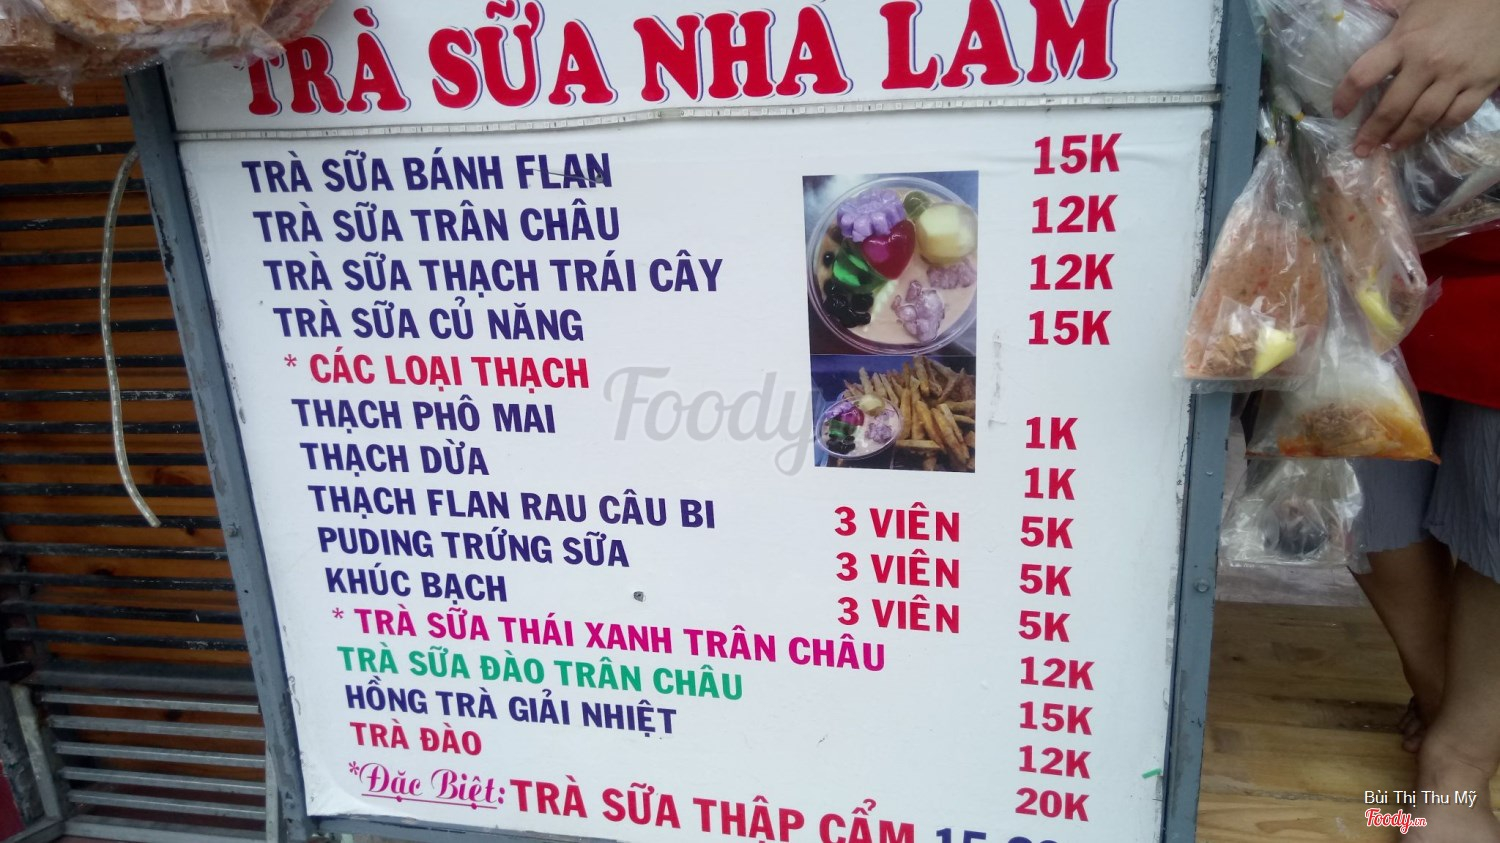 TRÀ SỮA NHÀ LÀM
TRÀ SỮA BÁNH FLAN 15K
TRÀ SỮA TRÂN CHÂU 12K
TRÀ SỮA THẠCH TRÁI CÂY 12K
TRÀ SỮA CỦ NĂNG 15K
* CÁC LOẠI THẠCH
THẠCH PHÔ MAI 1K
THẠCH DỪA 1K
THẠCH FLAN RAU CÂU BI 3 VIÊN 5K
PUDING TRỨNG SỮA 3 VIÊN 5K
KHÚC BẠCH 3 VIÊN 5K
* TRÀ SỮA THÁI XANH TRÂN CHÂU 12K
TRÀ SỮA ĐÀO TRÂN CHÂU 15K
HỒNG TRÀ GIẢI NHIỆT 12K
TRÀ ĐÀO 20K
*Đặc Biệt: TRÀ SỮA THẬP CẨM
Foody
Bùi Thị Thu Mỹ
Foody.vn